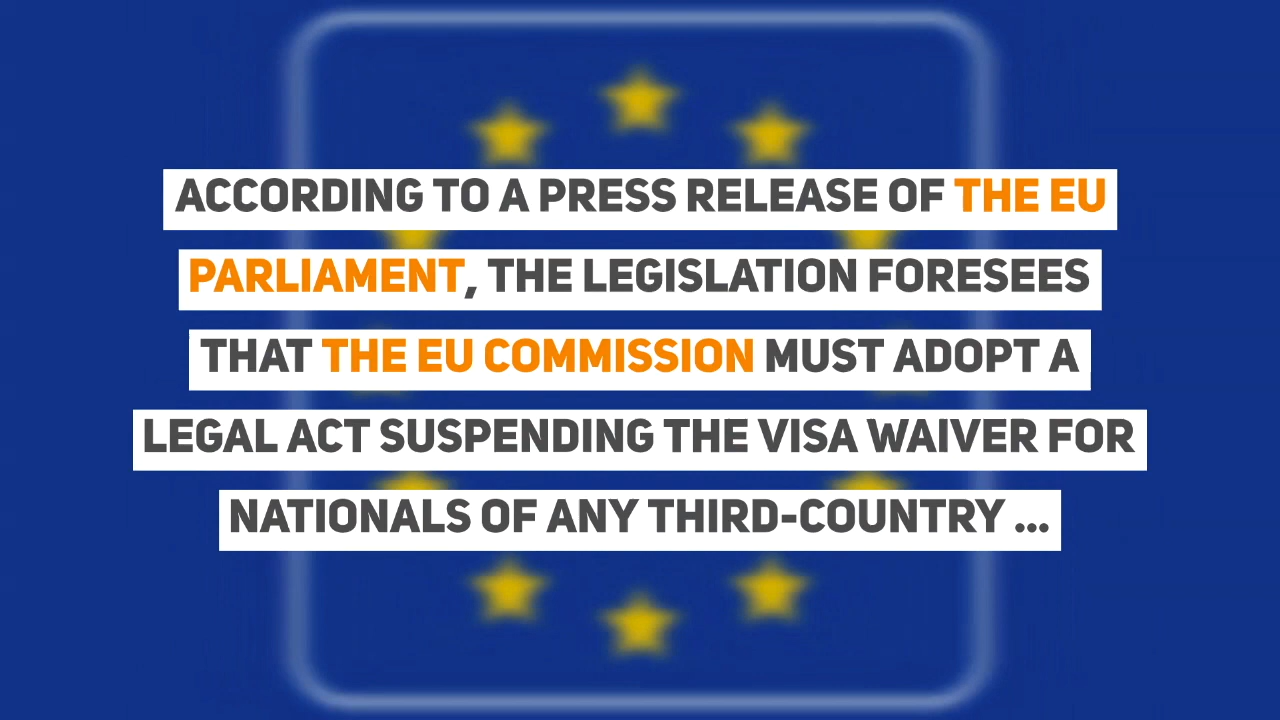 ACCORDING TO A PRESS RELEASE OF THE EU
PARLIAMENT, THE LEGISLATION FORESEES
THAT THE EU COMMISSION MUST ADOPT A
LEGAL ACT SUSPENDING THE VISA WAIVER FOR
NATIONALS OF ANY THIRD-COUNTRY ...